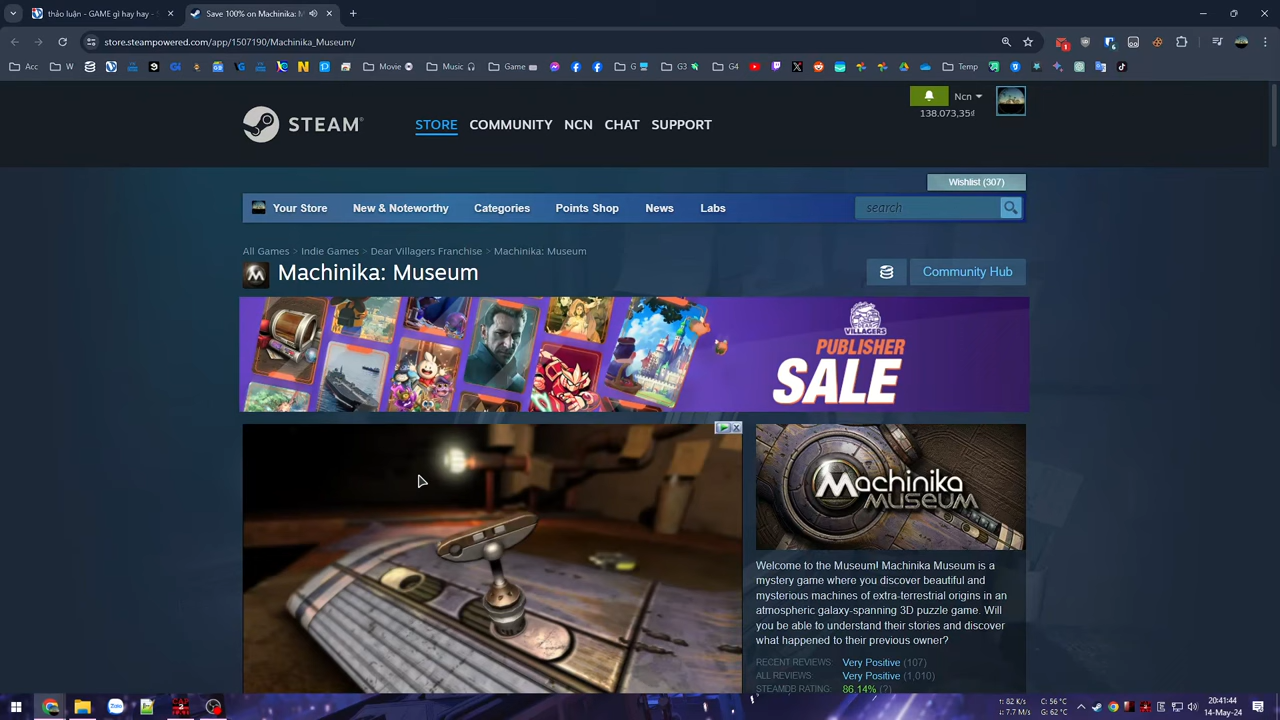 thảo luận - GAME gì hay hay -
Save 100% on Machinika: M
store.steampowered.com/app/1507190/Machinika_Museum/
Acc
W
Movie
Music
Game
G
G3
G4
Temp
STEAM
STORE
COMMUNITY
NCN
CHAT
SUPPORT
Ncn
138.073,35₫
Wishlist (307)
Your Store
New & Noteworthy
Categories
Points Shop
News
Labs
search
All Games > Indie Games > Dear Villagers Franchise > Machinika: Museum
Machinika: Museum
Community Hub
VILLAGERS
PUBLISHER
SALE
Machinika
MUSEUM
Welcome to the Museum! Machinika Museum is a
mystery game where you discover beautiful and
mysterious machines of extra-terrestrial origins in an
atmospheric galaxy-spanning 3D puzzle game. Will
you be able to understand their stories and discover
what happened to their previous owner?
RECENT REVIEWS: Very Positive (107)
ALL REVIEWS: Very Positive (1,010)
STEAMDB RATING: 86.14% (?)
↑: 82 K/s
↓: 7.7 M/s
C: 56 °C
G: 62 °C
20:41:44
14-May-24